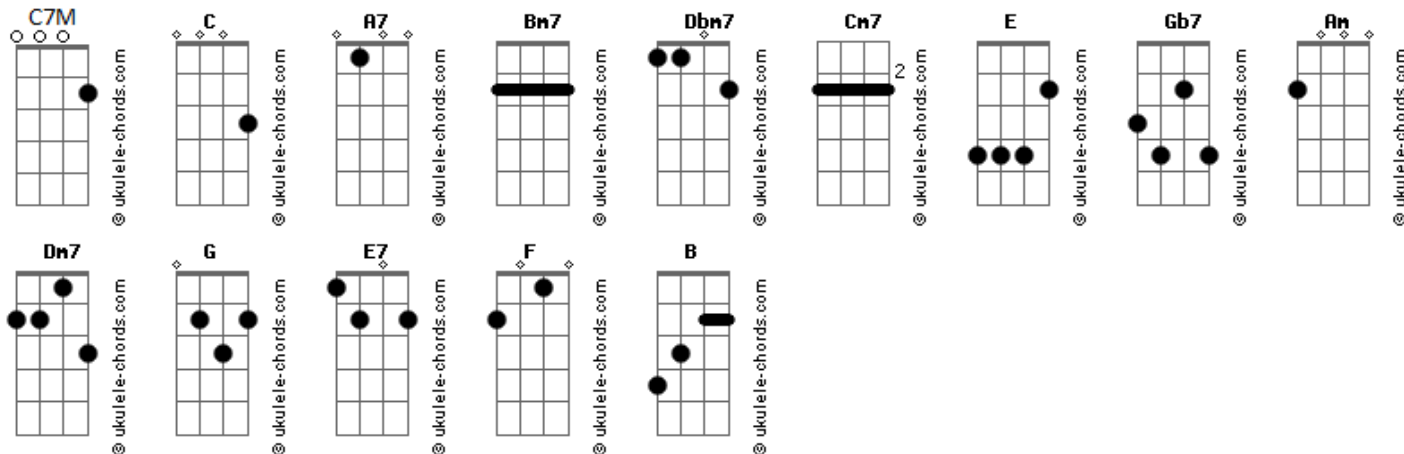 C7M C A7 Bm7 Dbm7 Cm7 E Gb7 Am
2
© ukulele-chords.com © ukulele-chords.com © ukulele-chords.com © ukulele-chords.com © ukulele-chords.com © ukulele-chords.com © ukulele-chords.com © ukulele-chords.com © ukulele-chords.com
Dm7 G E7 F B
© ukulele-chords.com © ukulele-chords.com © ukulele-chords.com © ukulele-chords.com © ukulele-chords.com